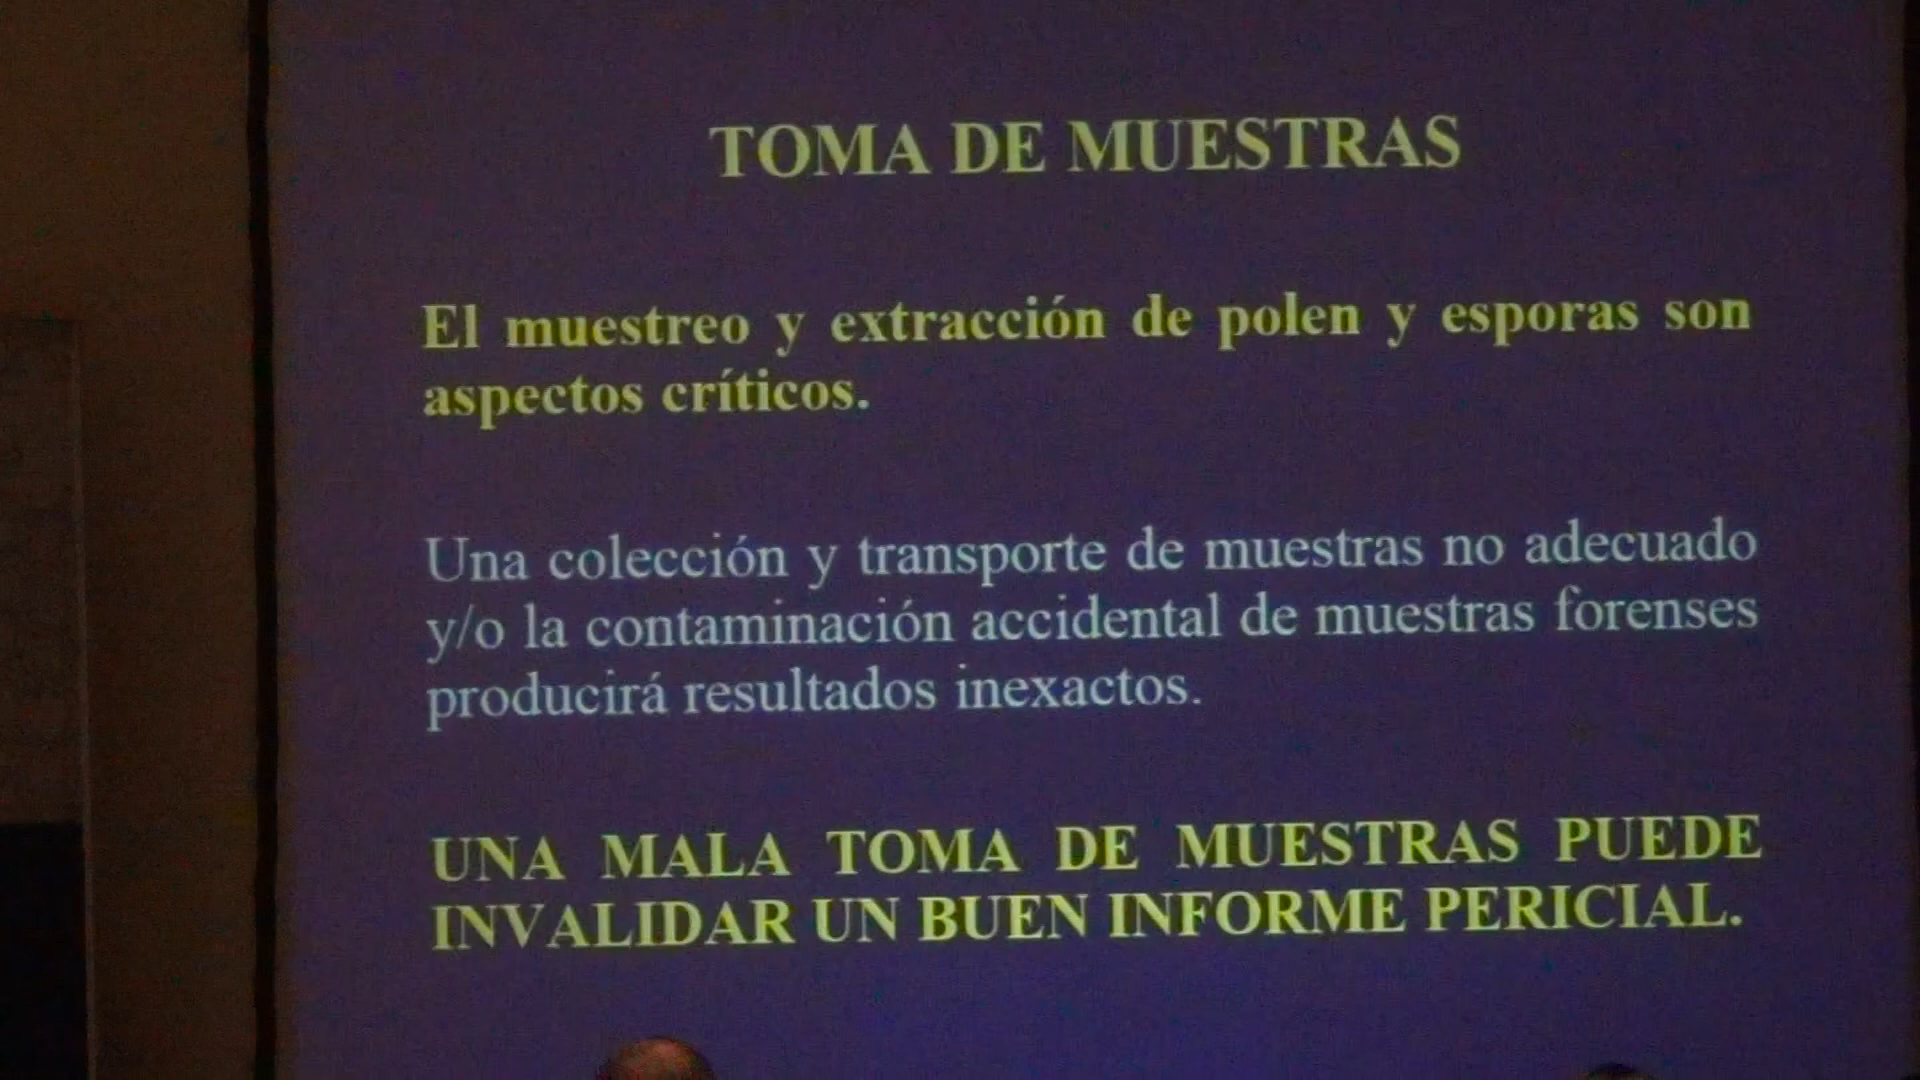 TOMA DE MUESTRAS
El muestreo y extracción de polen y esporas son
aspectos críticos.
Una colección y transporte de muestras no adecuado
y/o la contaminación accidental de muestras forenses
producirá resultados inexactos.
UNA MALA TOMA DE MUESTRAS PUEDE
INVALIDAR UN BUEN INFORME PERICIAL.